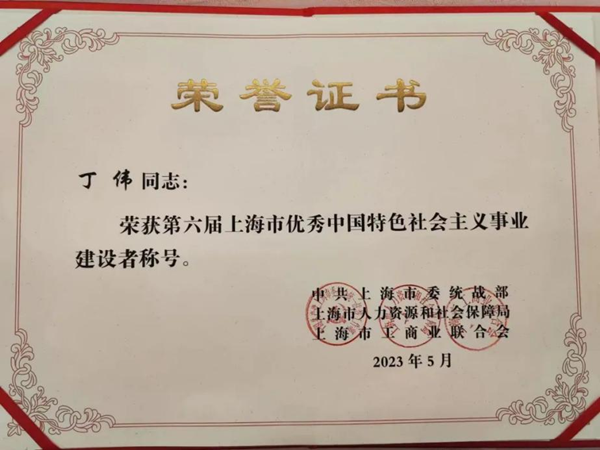 荣誉证书
丁伟同志：
荣获第六届上海市优秀中国特色社会主义事业
建设者称号。
中共上海市委统战部
上海市人力资源和社会保障局
上海市工商业联合会
2023年5月